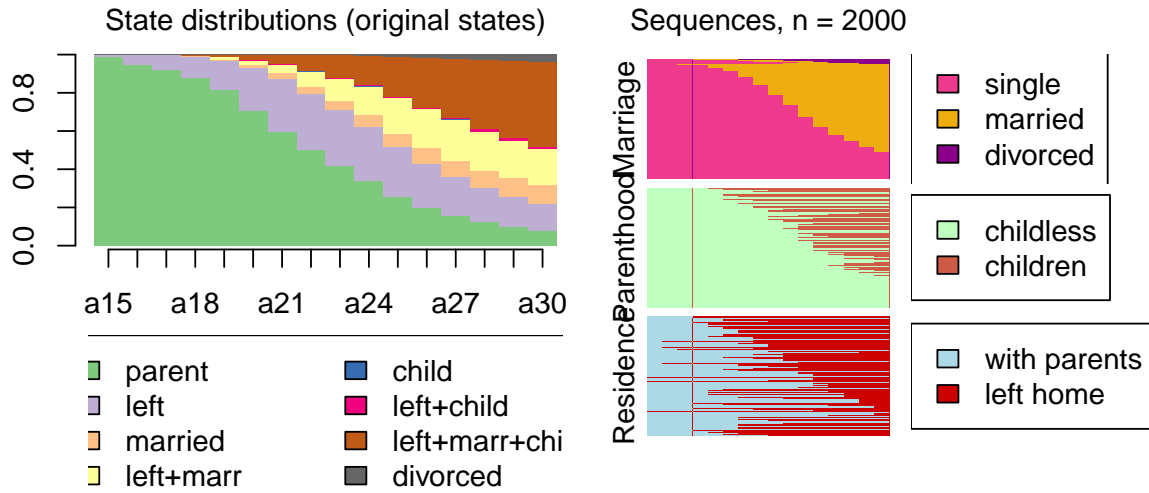 State distributions (original states)
0.0
0.4
0.8
a15
a18
a21
a24
a27
a30
parent
left
married
left+marr
child
left+child
left+marr+chi
divorced
Sequences, n = 2000
Marriage
single
married
divorced
Parenthood
childless
children
Residence
with parents
left home